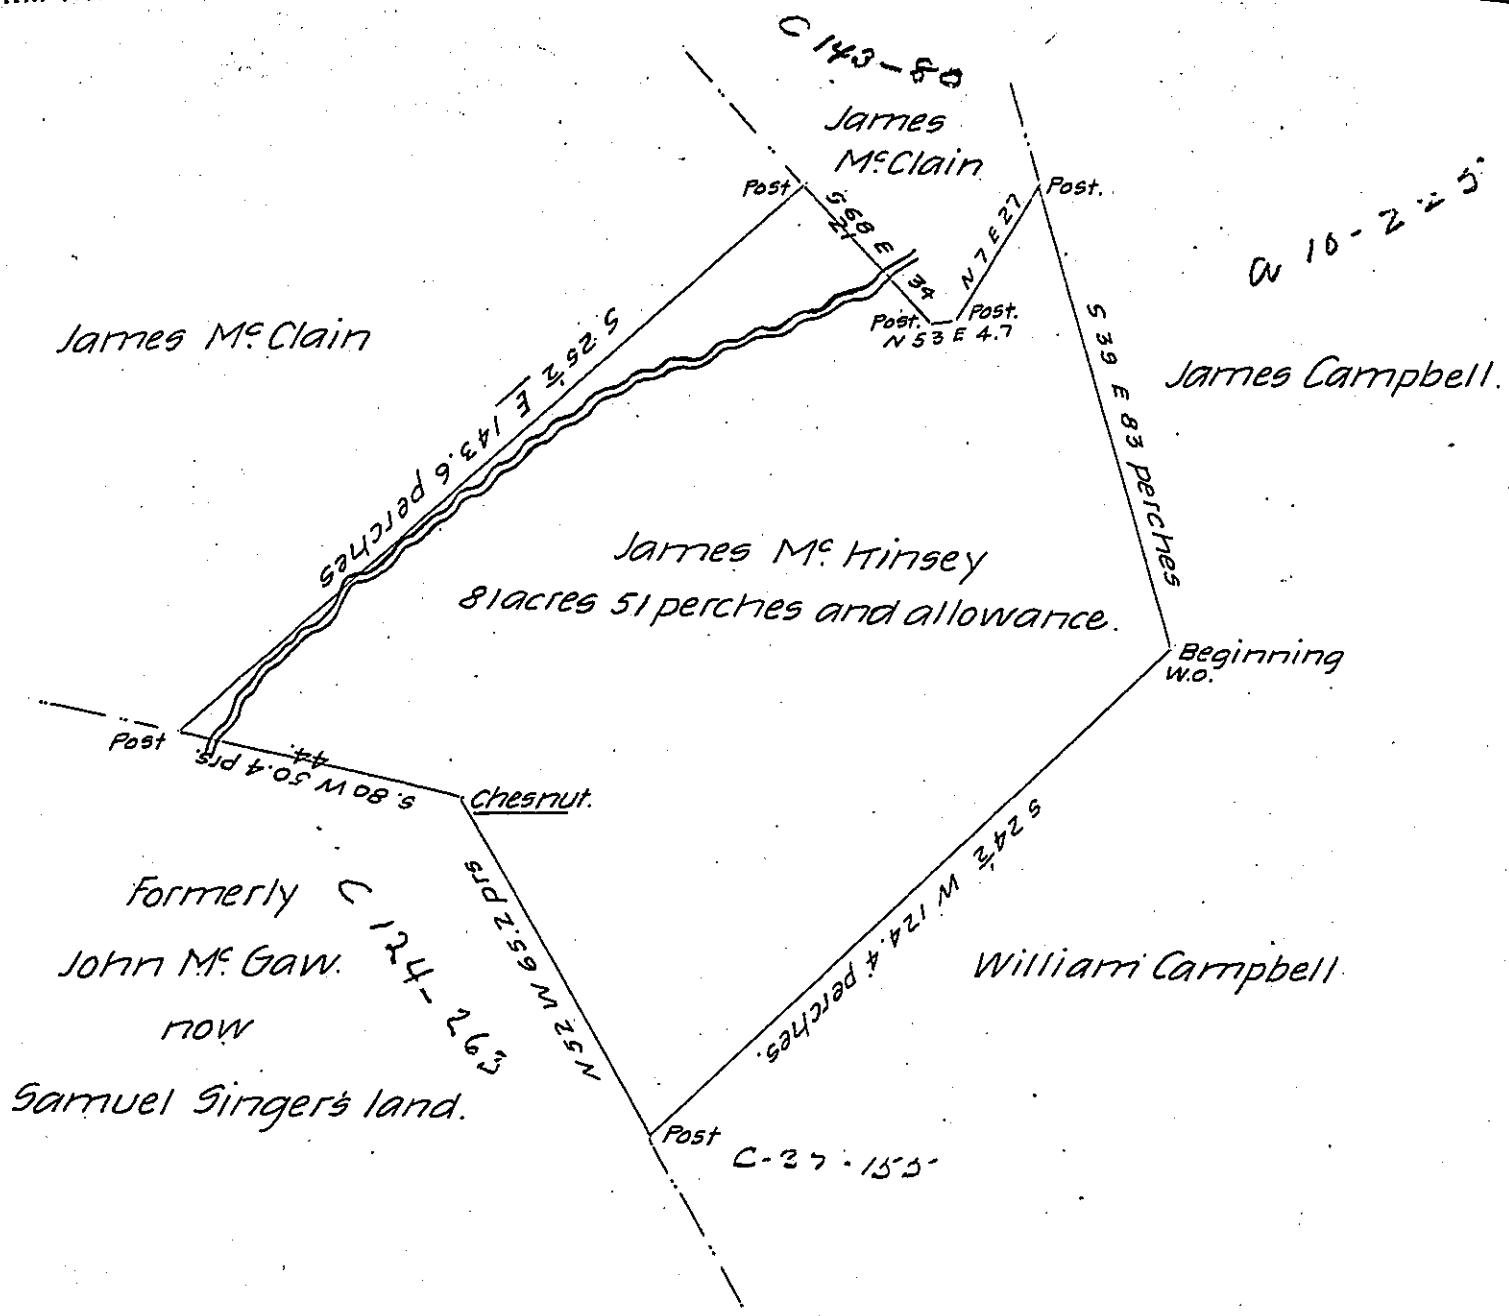 C 143-80
James
McClain
Post
Post.
S 68 E
21
34
N 7 E 27
Post.
Post.
N 53 E 4.7
James McClain
S 25½ E 143.6 perches
S 39 E 83 perches
James Campbell.
James McKinsey
81 acres 51 perches and allowance.
Beginning
W.O.
Post
44.
S. 80 W 50.4 prs.
Chesnut.
N 52 W 65.2 prs
S 24½ W 124.4 perches.
Formerly
John McGaw.
now
Samuel Singer's land.
C 124-263
William Campbell
Post
C-27-155